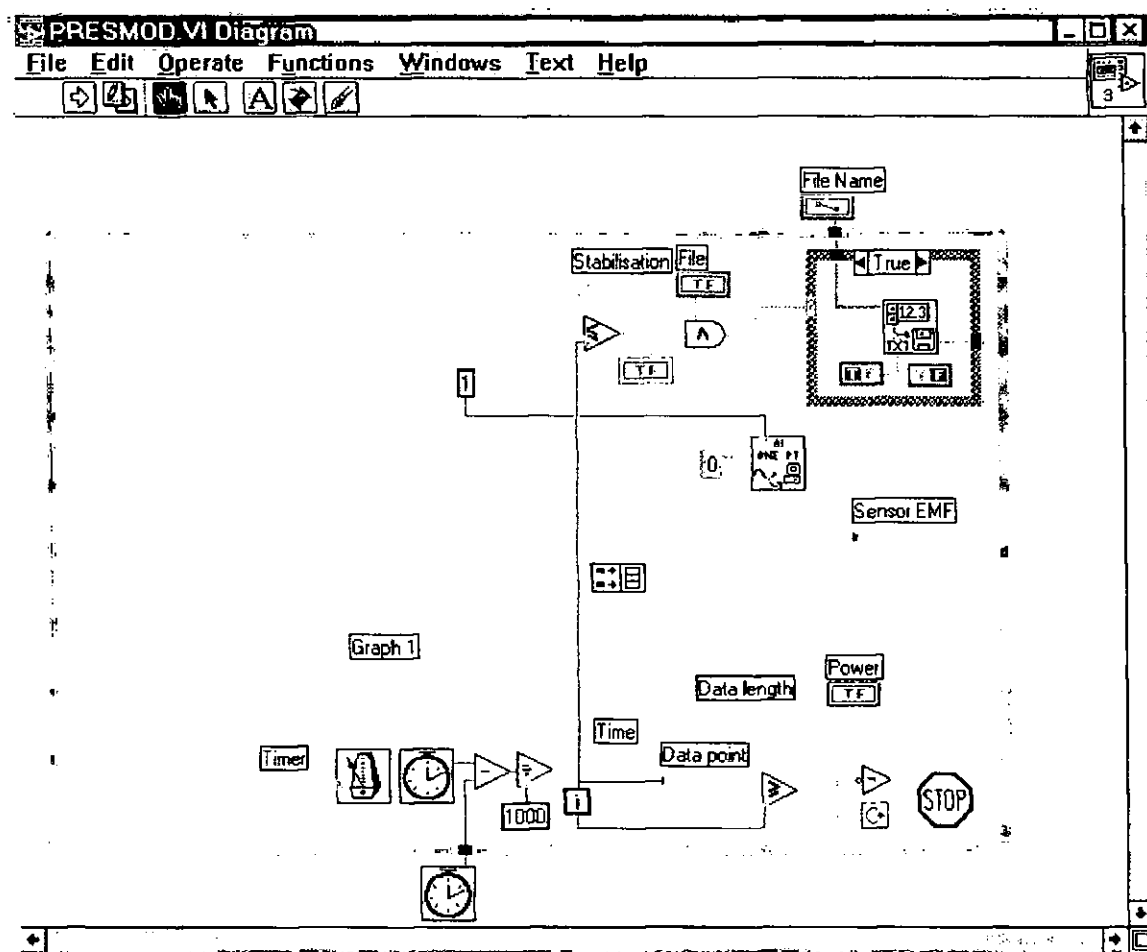 PRESMOD.VI Diagram
File Edit Operate Functions Windows Text Help
A
3
File Name
Stabilisation File
True
TF
12.3
TXT
TF
1
AI
ONE PT
0
Sensor EMF
Graph 1
Power
Data length
TF
Time
Timer
Data point
1000
i
STOP